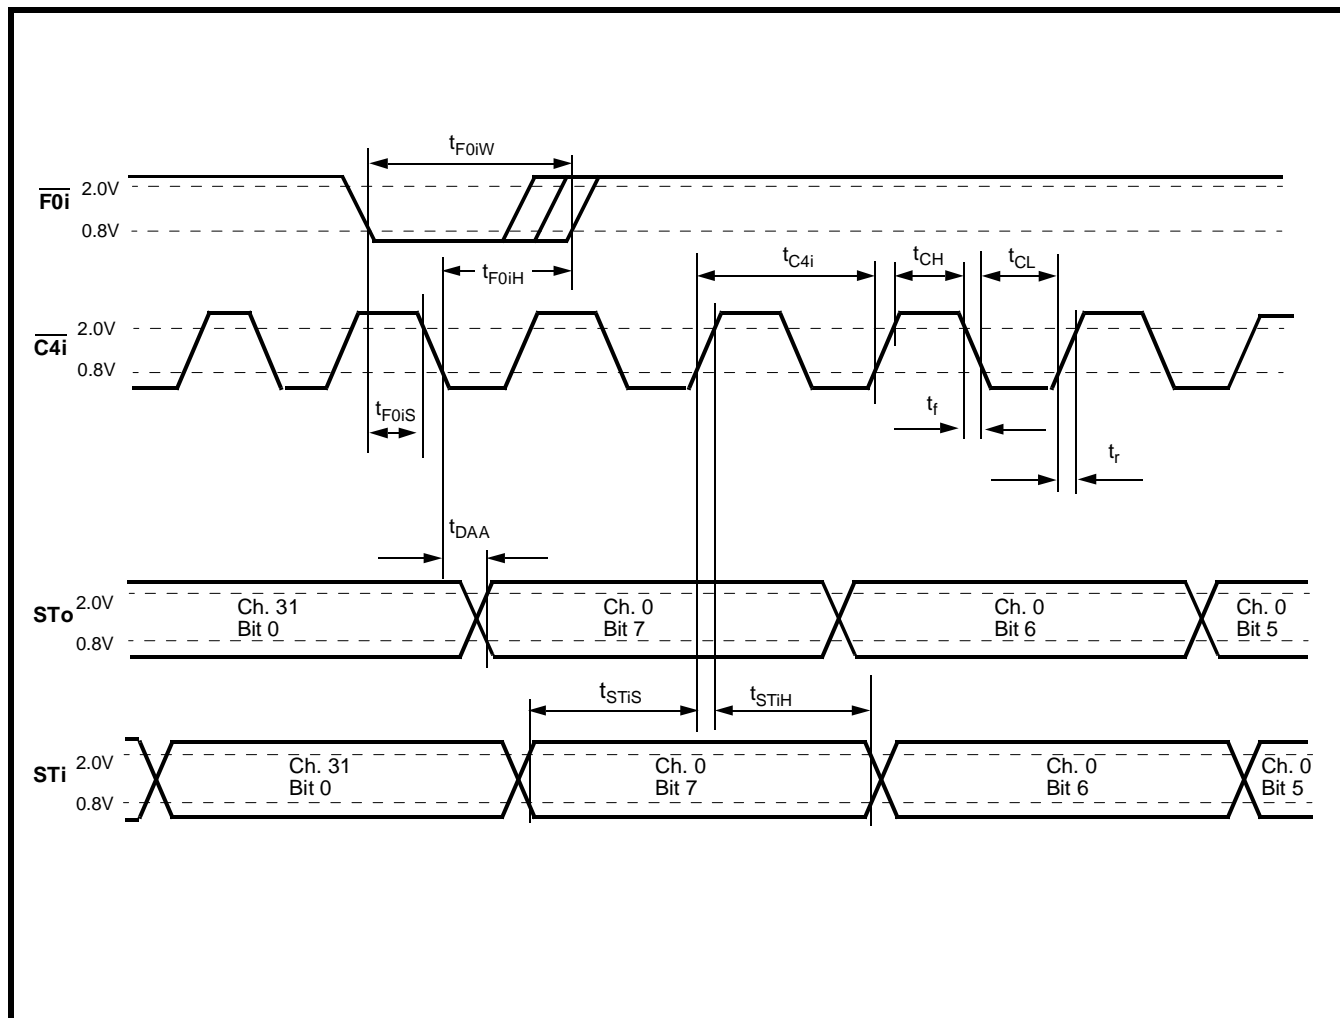 tF0iW
F0i
2.0V
0.8V
tF0iH
tC4i
tCH
tCL
C4i
2.0V
0.8V
tF0iS
tf
tr
tDAA
STo
2.0V
0.8V
Ch. 31
Bit 0
Ch. 0
Bit 7
Ch. 0
Bit 6
Ch. 0
Bit 5
tSTiS
tSTiH
STi
2.0V
0.8V
Ch. 31
Bit 0
Ch. 0
Bit 7
Ch. 0
Bit 6
Ch. 0
Bit 5